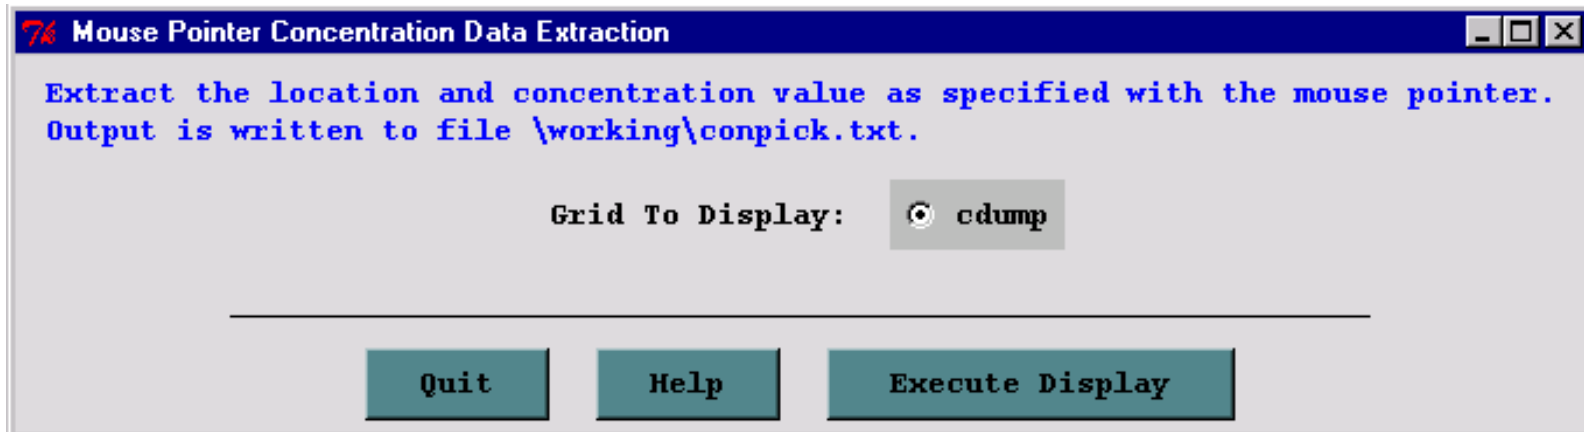 Mouse Pointer Concentration Data Extraction
Extract the location and concentration value as specified with the mouse pointer.
Output is written to file \working\conpick.txt.
Grid To Display: cdump
Quit Help Execute Display